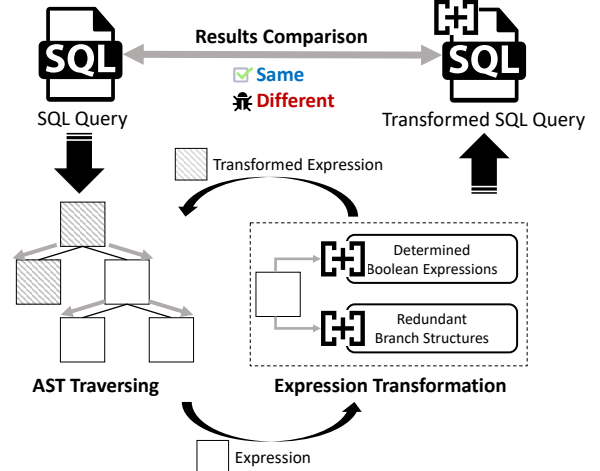 Results Comparison
SQL
SQL
Same
Different
SQL Query
Transformed SQL Query
Transformed Expression
Determined
Boolean Expressions
Redundant
Branch Structures
AST Traversing
Expression Transformation
Expression